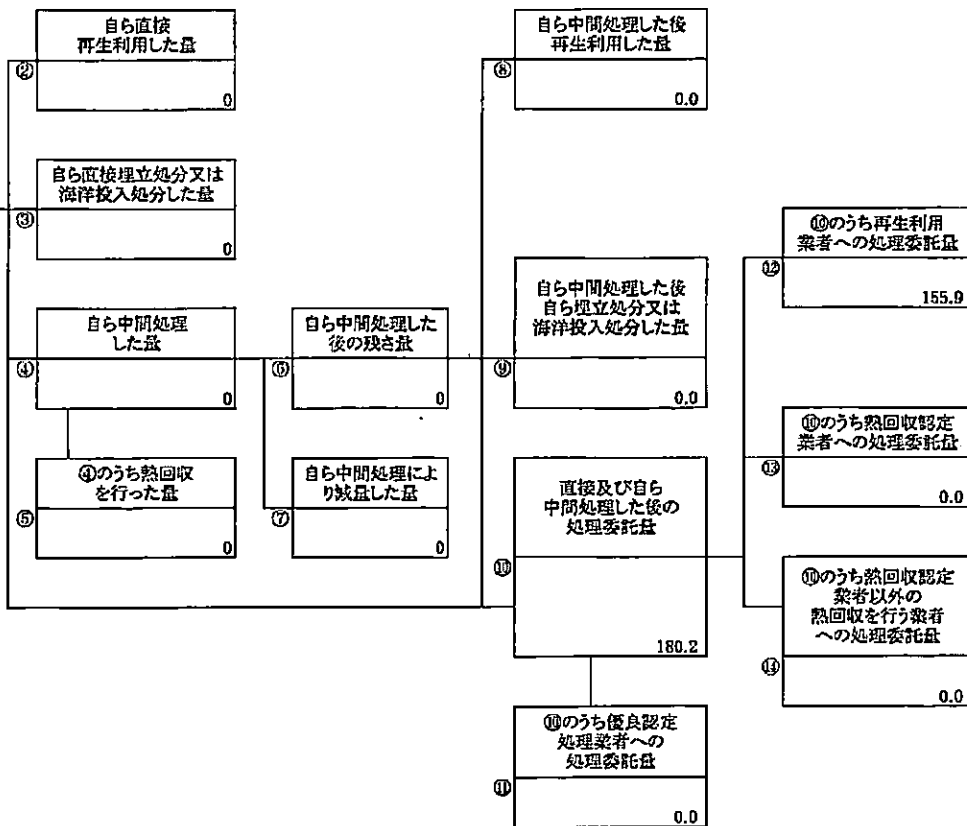 自ら直接
再生利用した量
②
0
自ら直接埋立処分又は
海洋投入処分した量
③
0
自ら中間処理
した量
④
0
④のうち熱回収
を行った量
⑤
0
自ら中間処理した
後の残さ量
⑥
0
自ら中間処理によ
り減量した量
⑦
0
自ら中間処理した後
再生利用した量
⑧
0.0
自ら中間処理した後
自ら埋立処分又は
海洋投入処分した量
⑨
0.0
直接及び自ら
中間処理した後の
処理委託量
⑩
180.2
⑩のうち優良認定
処理業者への
処理委託量
⑪
0.0
⑩のうち再生利用
業者への処理委託量
⑫
155.9
⑩のうち熱回収認定
業者への処理委託量
⑬
0.0
⑩のうち熱回収認定
業者以外の
熱回収を行う業者
への処理委託量
⑭
0.0